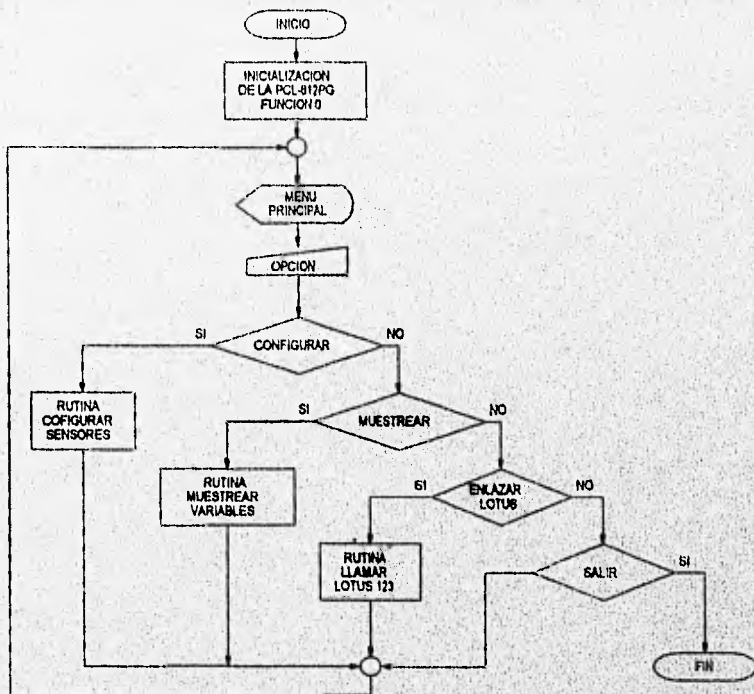 INICIO
INICIALIZACION
DE LA PCL-812PG
FUNCION 0
MENU
PRINCIPAL
OPCION
SI
CONFIGURAR
NO
RUTINA
COFIGURAR
SENSORES
SI
MUESTREAR
NO
RUTINA
MUESTREAR
VARIABLES
SI
ENLAZAR
LOTUS
NO
RUTINA
LLAMAR
LOTUS 123
SALIR
SI
FIN